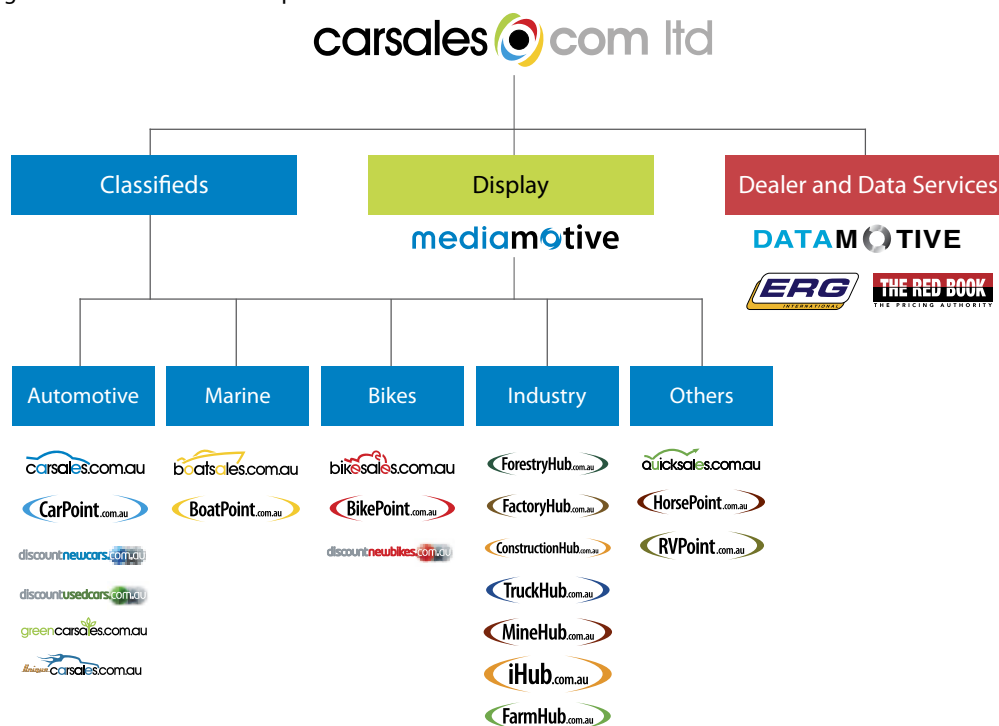 carsales com ltd
Classifieds
Display
Dealer and Data Services
mediamotive
DATAMOTIVE
ERG
INTERNATIONAL
THE RED BOOK
THE PRICING AUTHORITY
Automotive
Marine
Bikes
Industry
Others
carsales.com.au
CarPoint.com.au
discountnewcars.com.au
discountusedcars.com.au
greencarsales.com.au
carsales.com.au
boatsales.com.au
BoatPoint.com.au
bikesales.com.au
BikePoint.com.au
discountnewbikes.com.au
ForestryHub.com.au
FactoryHub.com.au
ConstructionHub.com.au
TruckHub.com.au
MineHub.com.au
iHub.com.au
FarmHub.com.au
quicksales.com.au
HorsePoint.com.au
RVPoint.com.au